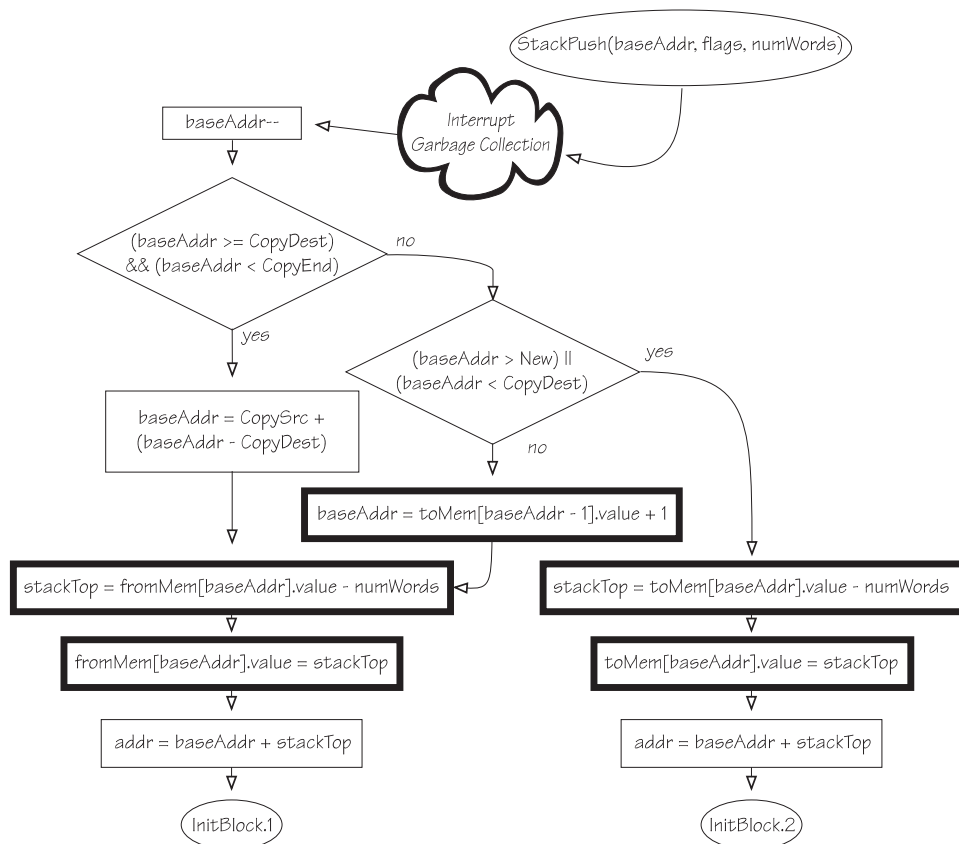 StackPush(baseAddr, flags, numWords)
Interrupt
Garbage Collection
baseAddr--
(baseAddr >= CopyDest)
&& (baseAddr < CopyEnd)
no
yes
(baseAddr > New) ||
(baseAddr < CopyDest)
yes
no
baseAddr = CopySrc +
(baseAddr - CopyDest)
baseAddr = toMem[baseAddr - 1].value + 1
stackTop = fromMem[baseAddr].value - numWords
stackTop = toMem[baseAddr].value - numWords
fromMem[baseAddr].value = stackTop
toMem[baseAddr].value = stackTop
addr = baseAddr + stackTop
addr = baseAddr + stackTop
InitBlock.1
InitBlock.2